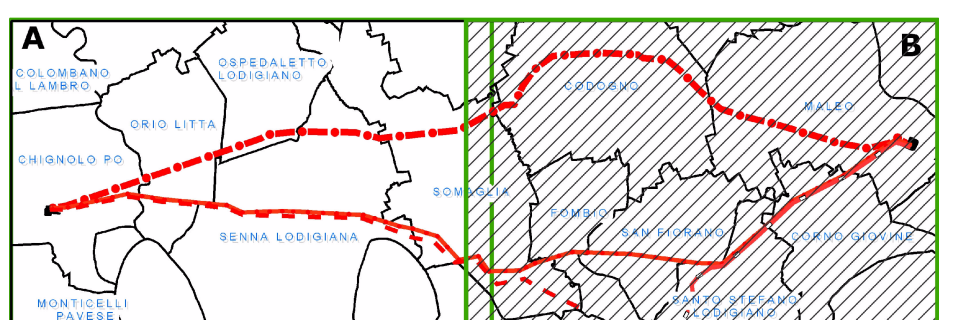 A
B
OSPEDALETTO
LODIGIANO
COLOMBANO
L LAMBRO
CODOGNO
MALEO
ORIO LITTA
CHIGNOLO PO
SOMAGLIA
FOMBIO
SAN FIORANO
CORNO GIOVINE
SENNA LODIGIANA
MONTICELLI
PAVESE
SANTO STEFANO
LODIGIANO